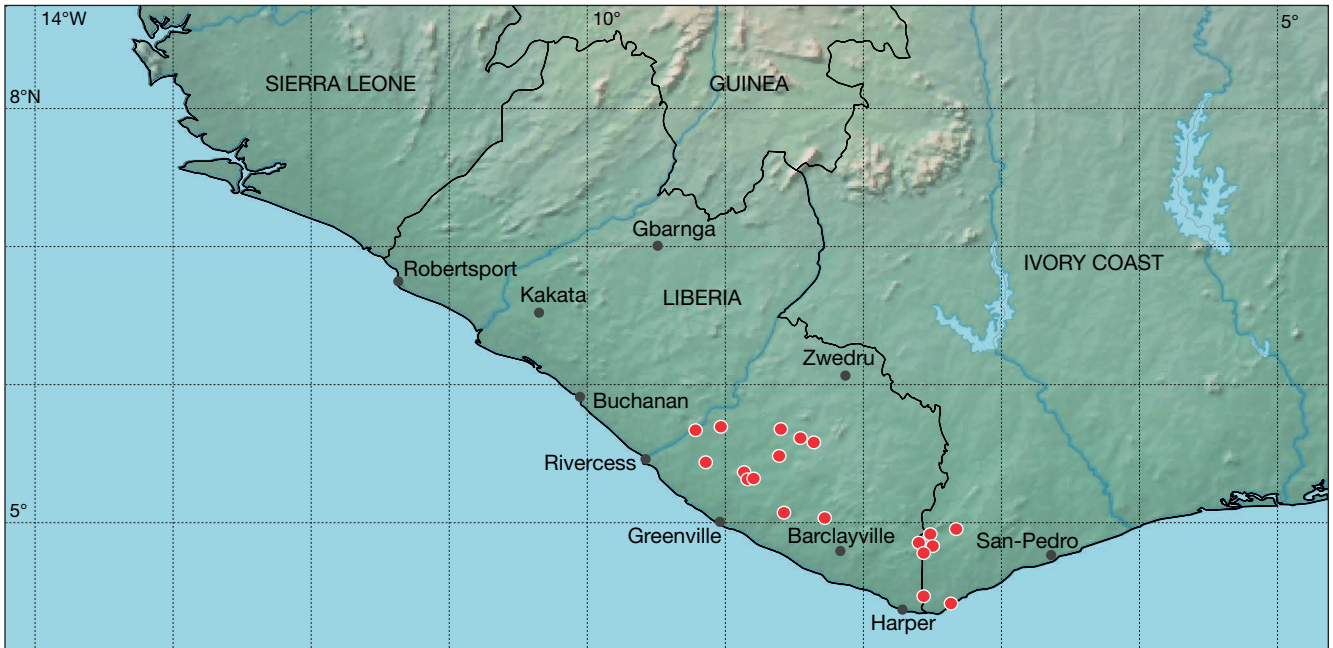 14°W
10°
5°
SIERRA LEONE
GUINEA
8°N
Gbarnga
IVORY COAST
Robertsport
Kakata
LIBERIA
Zwedru
Buchanan
Rivercess
5°
Greenville
Barclayville
San-Pedro
Harper